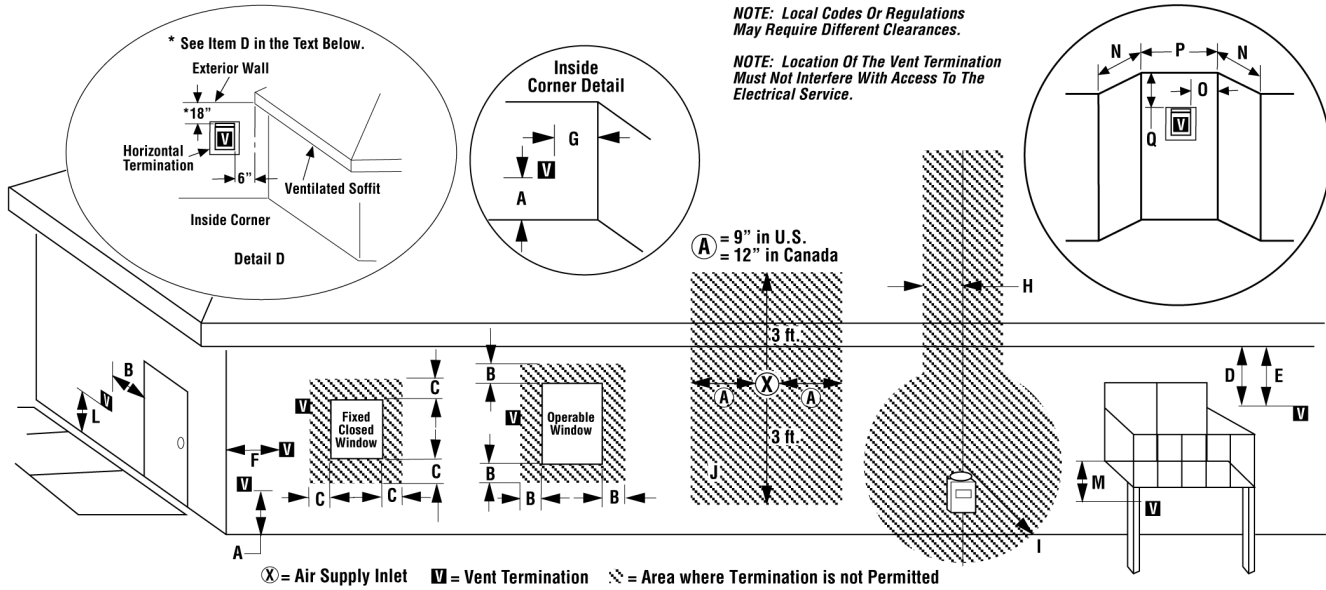 * See Item D in the Text Below.
Exterior Wall
*18”
V
Horizontal
Termination
6”
Ventilated Soffit
Inside Corner
Detail D
Inside
Corner Detail
G
V
A
NOTE: Local Codes Or Regulations
May Require Different Clearances.
NOTE: Location Of The Vent Termination
Must Not Interfere With Access To The
Electrical Service.
N P N
O
V
Q
A = 9” in U.S.
= 12” in Canada
H
3 ft.
X
A A
3 ft.
J
I
B
V
L
F
V
V
A
V
Fixed
Closed
Window
C
C
C C
B
V
Operable
Window
B
B B
D E
V
M
V
X = Air Supply Inlet V = Vent Termination = Area where Termination is not Permitted